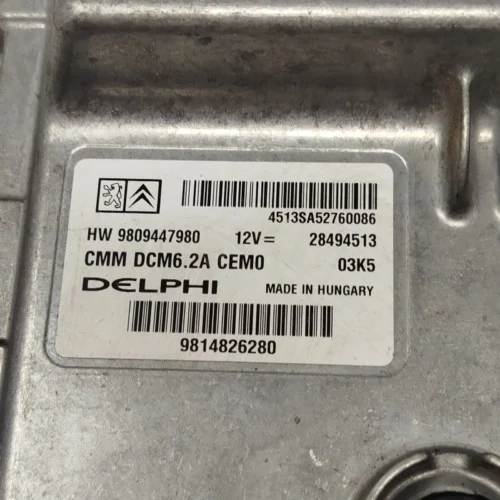 4513SA52760086
HW 9809447980 12V= 28494513
CMM DCM6.2A CEM0 03K5
DELPHI MADE IN HUNGARY
9814826280